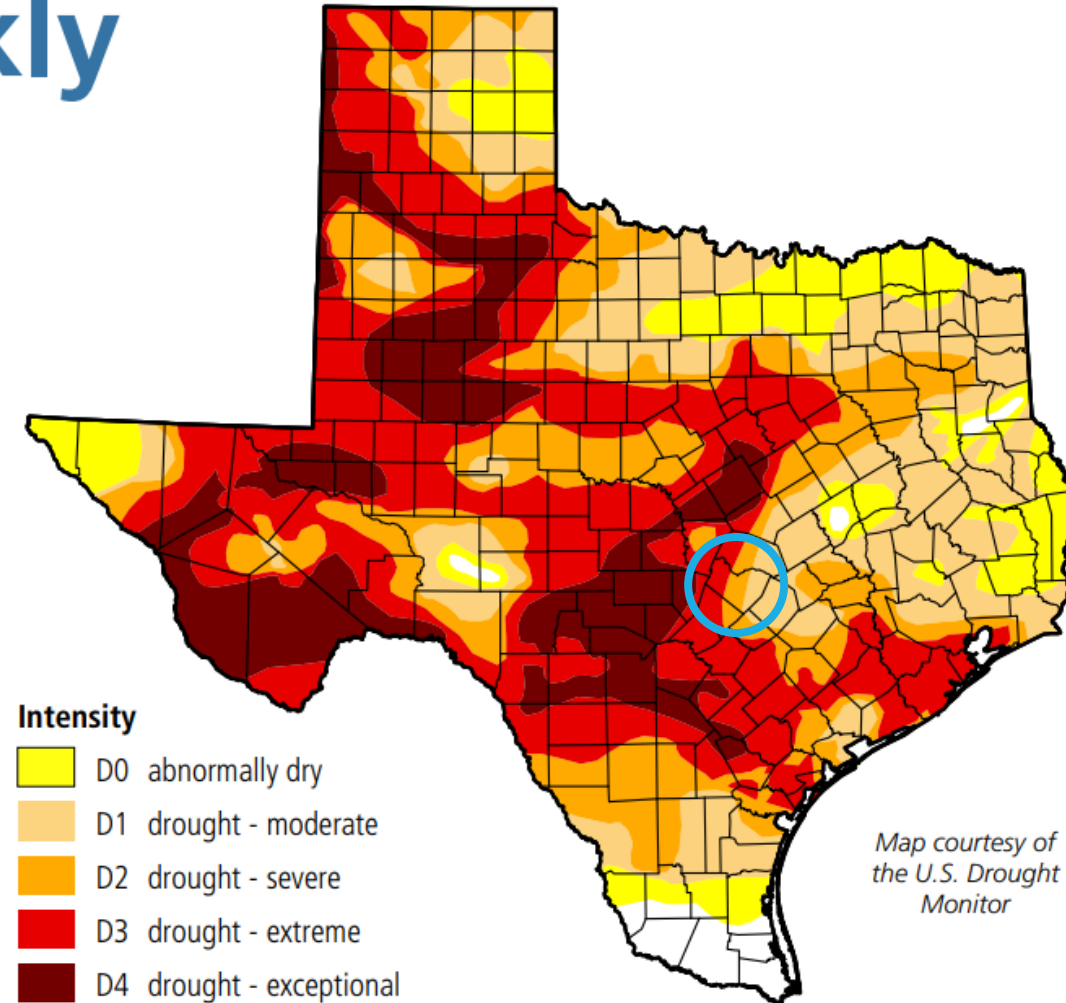 kly
Intensity
D0 abnormally dry
D1 drought - moderate
D2 drought - severe
D3 drought - extreme
D4 drought - exceptional
Map courtesy of
the U.S. Drought
Monitor